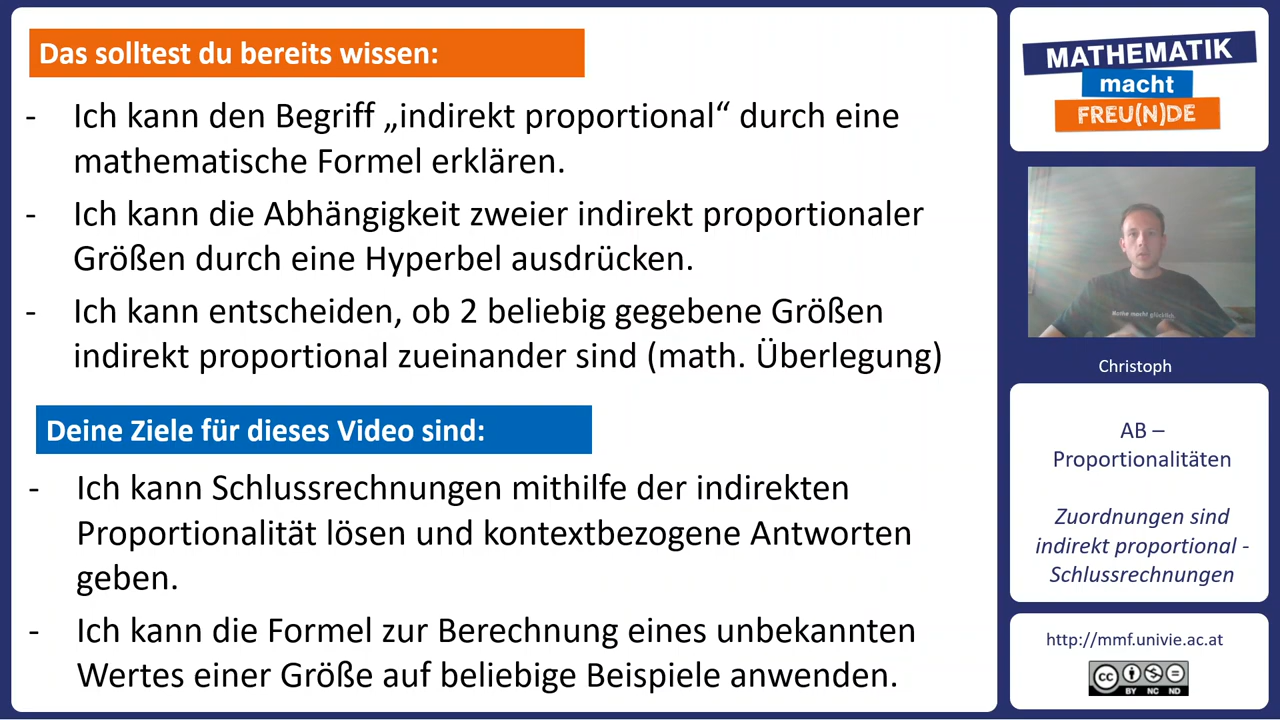 Das solltest du bereits wissen:
- Ich kann den Begriff „indirekt proportional“ durch eine
mathematische Formel erklären.
- Ich kann die Abhängigkeit zweier indirekt proportionaler
Größen durch eine Hyperbel ausdrücken.
- Ich kann entscheiden, ob 2 beliebig gegebene Größen
indirekt proportional zueinander sind (math. Überlegung)
Deine Ziele für dieses Video sind:
- Ich kann Schlussrechnungen mithilfe der indirekten
Proportionalität lösen und kontextbezogene Antworten
geben.
- Ich kann die Formel zur Berechnung eines unbekannten
Wertes einer Größe auf beliebige Beispiele anwenden.
MATHEMATIK
macht
FREU(N)DE
Mathe macht glücklich.
Christoph
AB –
Proportionalitäten
Zuordnungen sind
indirekt proportional -
Schlussrechnungen
http://mmf.univie.ac.at
cc
BY NC ND